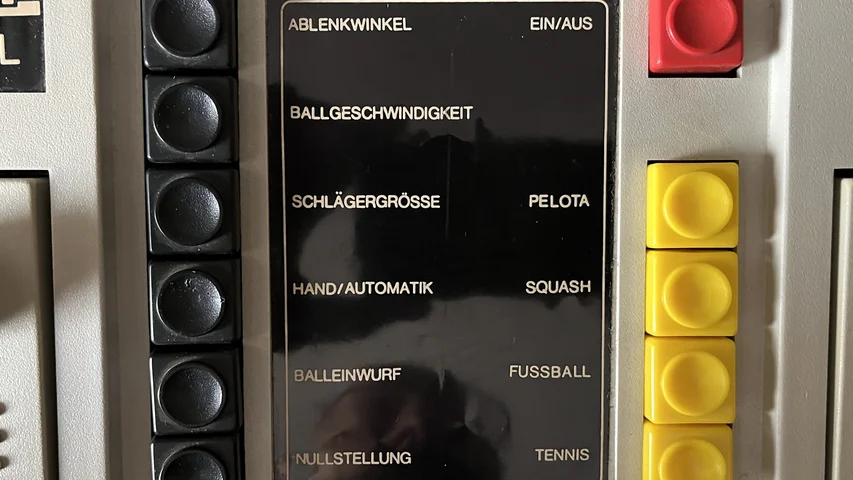 L
ABLENKWINKEL EIN/AUS
BALLGESCHWINDIGKEIT
SCHLÄGERGRÖSSE PELOTA
HAND/AUTOMATIK SQUASH
BALLEINWURF FUSSBALL
NULLSTELLUNG TENNIS